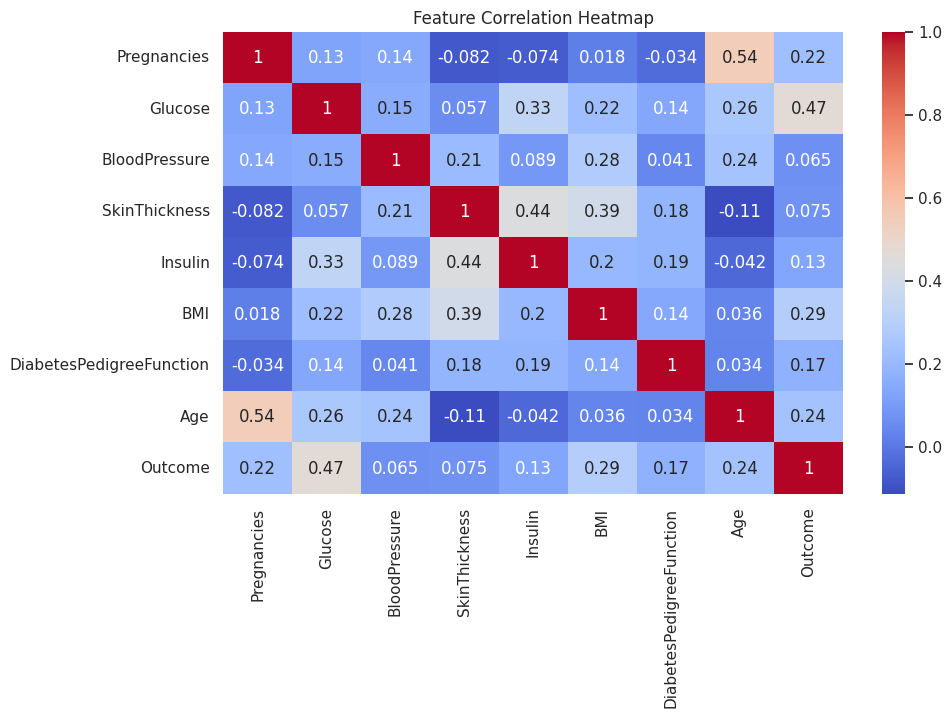 Feature Correlation Heatmap
Pregnancies 1 0.13 0.14 -0.082 -0.074 0.018 -0.034 0.54 0.22
Glucose 0.13 1 0.15 0.057 0.33 0.22 0.14 0.26 0.47
BloodPressure 0.14 0.15 1 0.21 0.089 0.28 0.041 0.24 0.065
SkinThickness -0.082 0.057 0.21 1 0.44 0.39 0.18 -0.11 0.075
Insulin -0.074 0.33 0.089 0.44 1 0.2 0.19 -0.042 0.13
BMI 0.018 0.22 0.28 0.39 0.2 1 0.14 0.036 0.29
DiabetesPedigreeFunction -0.034 0.14 0.041 0.18 0.19 0.14 1 0.034 0.17
Age 0.54 0.26 0.24 -0.11 -0.042 0.036 0.034 1 0.24
Outcome 0.22 0.47 0.065 0.075 0.13 0.29 0.17 0.24 1
Pregnancies
Glucose
BloodPressure
SkinThickness
Insulin
BMI
DiabetesPedigreeFunction
Age
Outcome
1.0
0.8
0.6
0.4
0.2
0.0